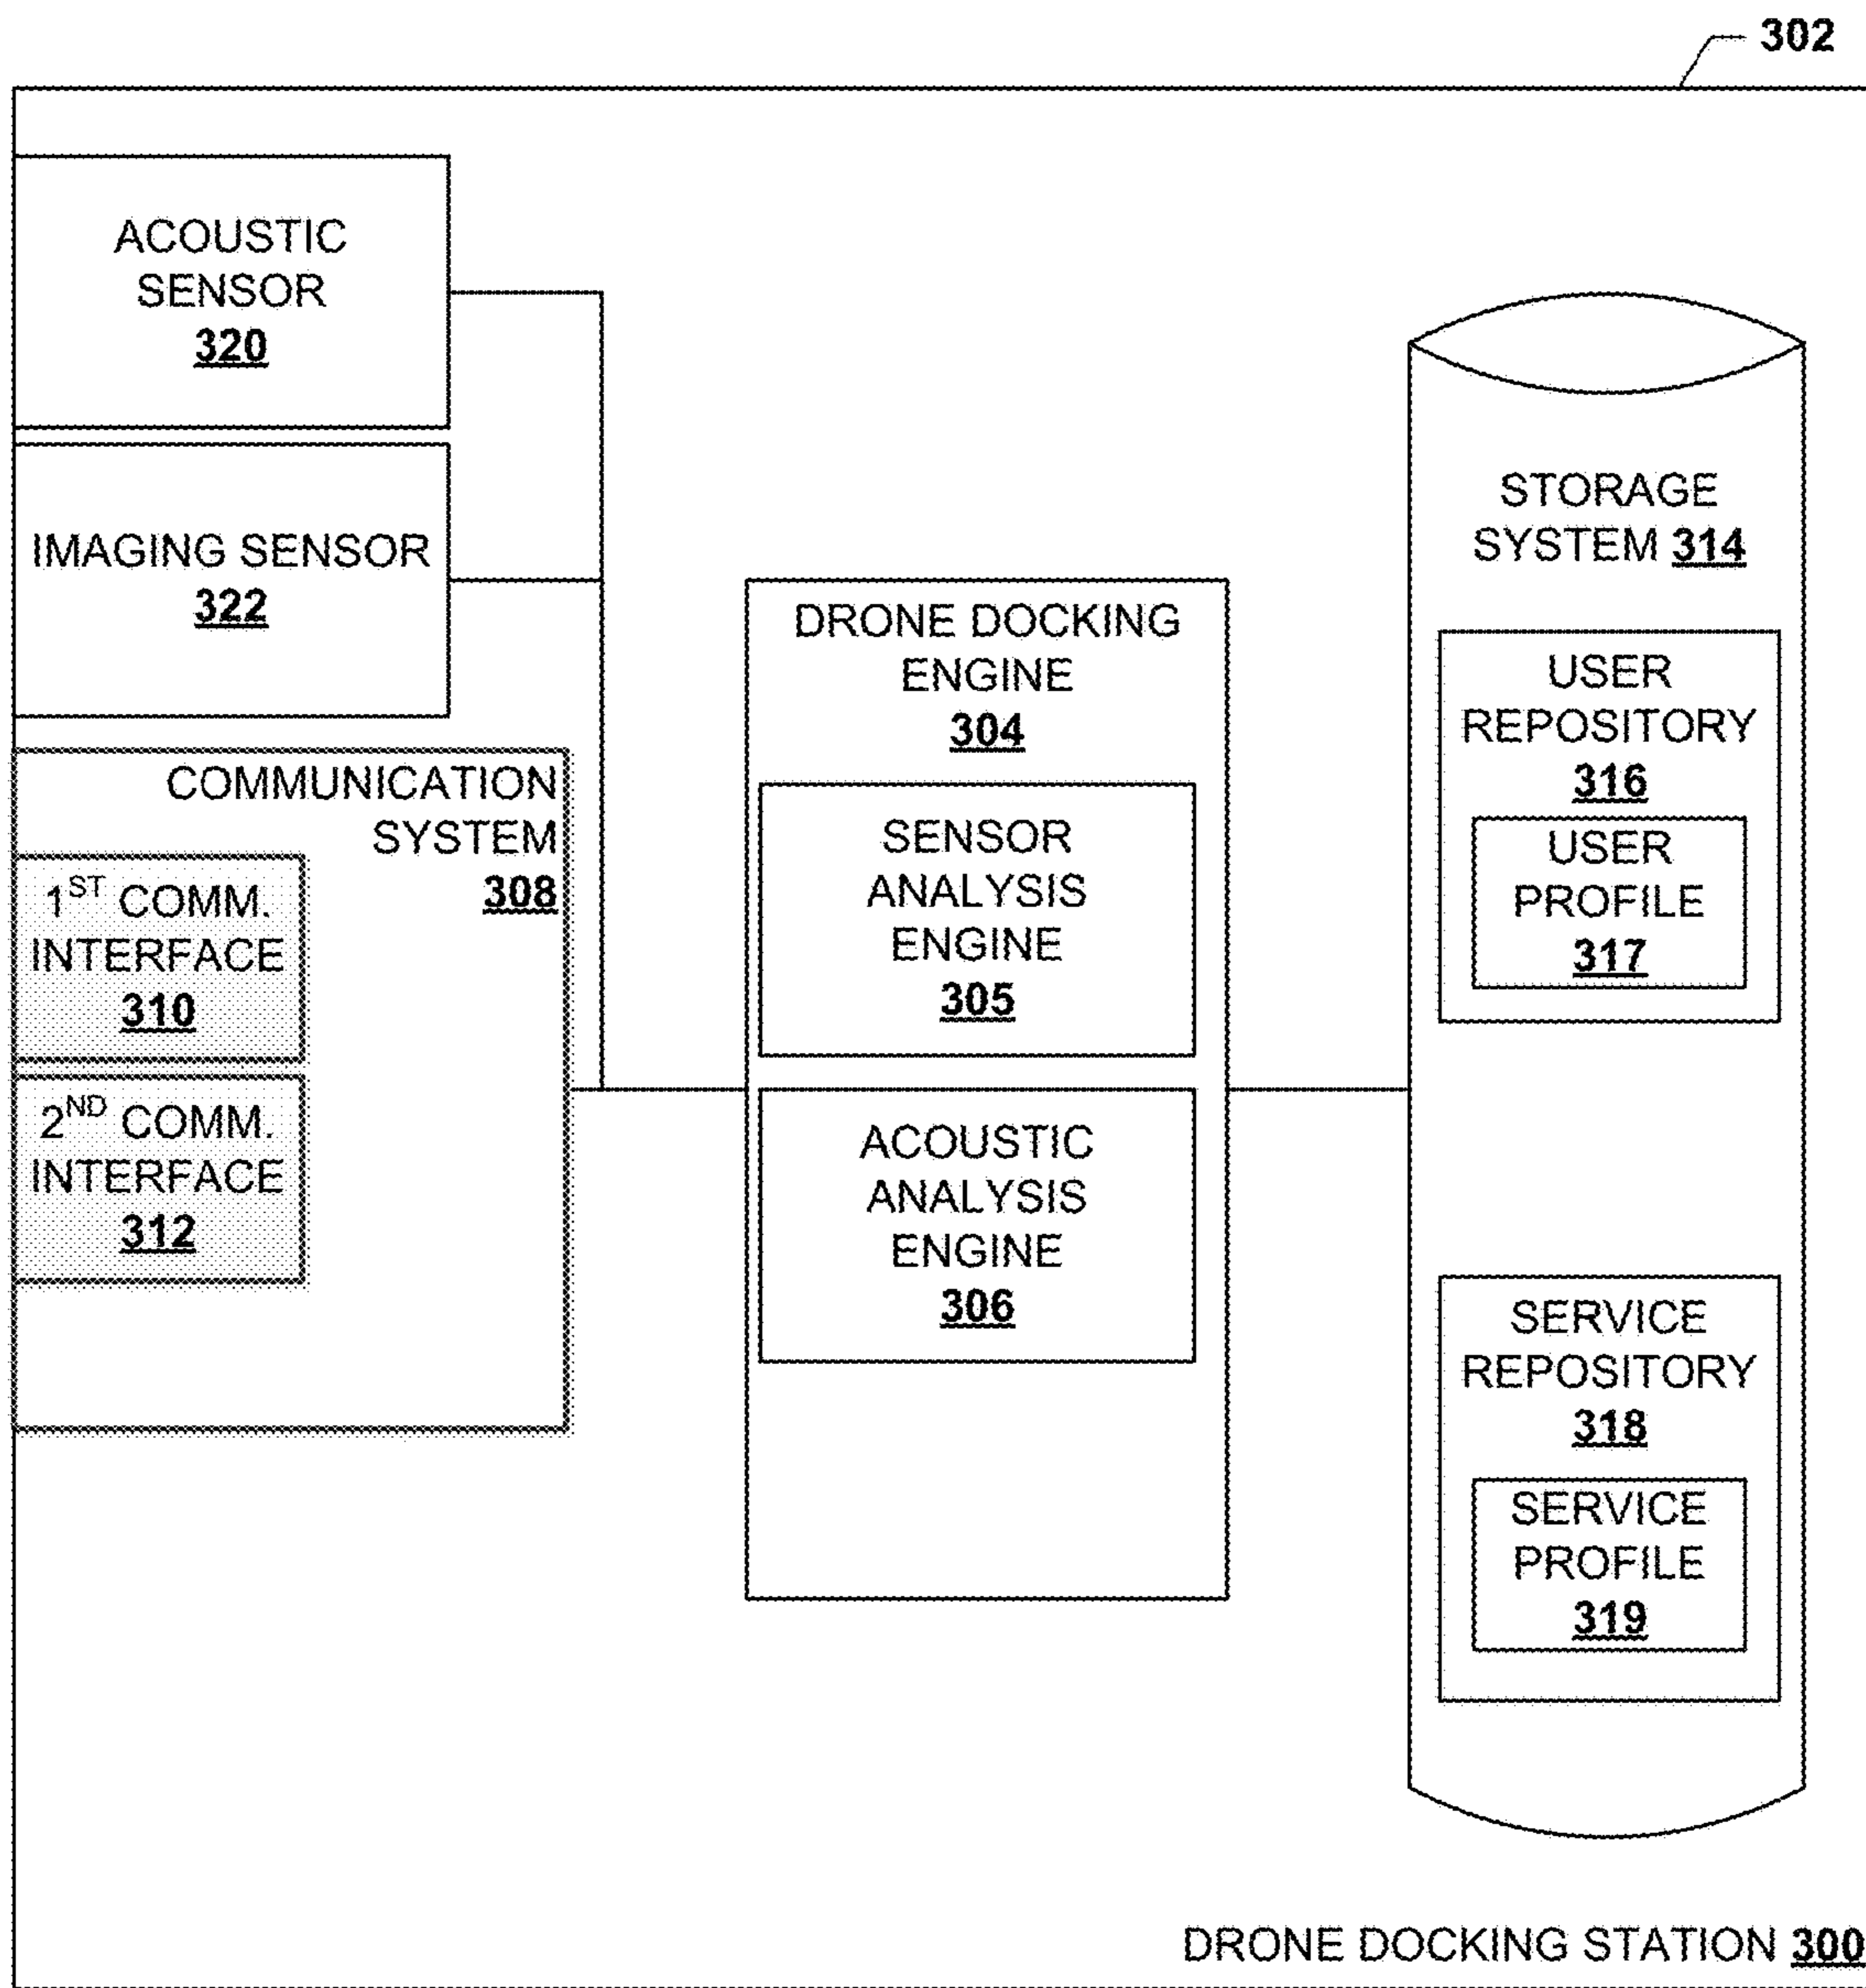 302
ACOUSTIC
SENSOR
320
IMAGING SENSOR
322
COMMUNICATION
SYSTEM
308
1ST COMM.
INTERFACE
310
2ND COMM.
INTERFACE
312
DRONE DOCKING
ENGINE
304
SENSOR
ANALYSIS
ENGINE
305
ACOUSTIC
ANALYSIS
ENGINE
306
STORAGE
SYSTEM 314
USER
REPOSITORY
316
USER
PROFILE
317
SERVICE
REPOSITORY
318
SERVICE
PROFILE
319
DRONE DOCKING STATION 300